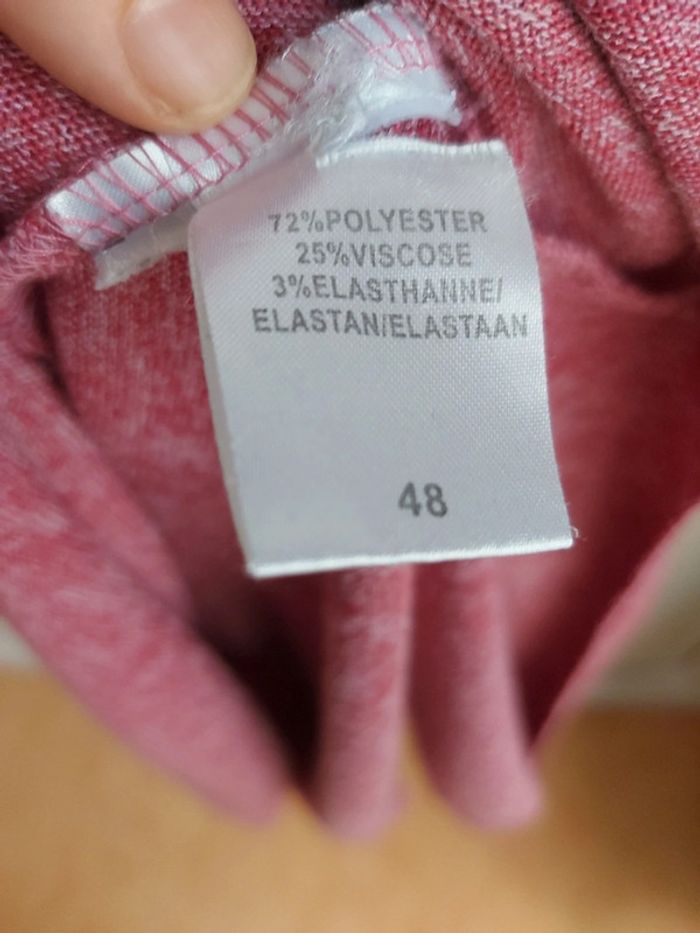 72%POLYESTER
25%VISCOSE
3%ELASTHANNE/
ELASTAN/ELASTAAN
48